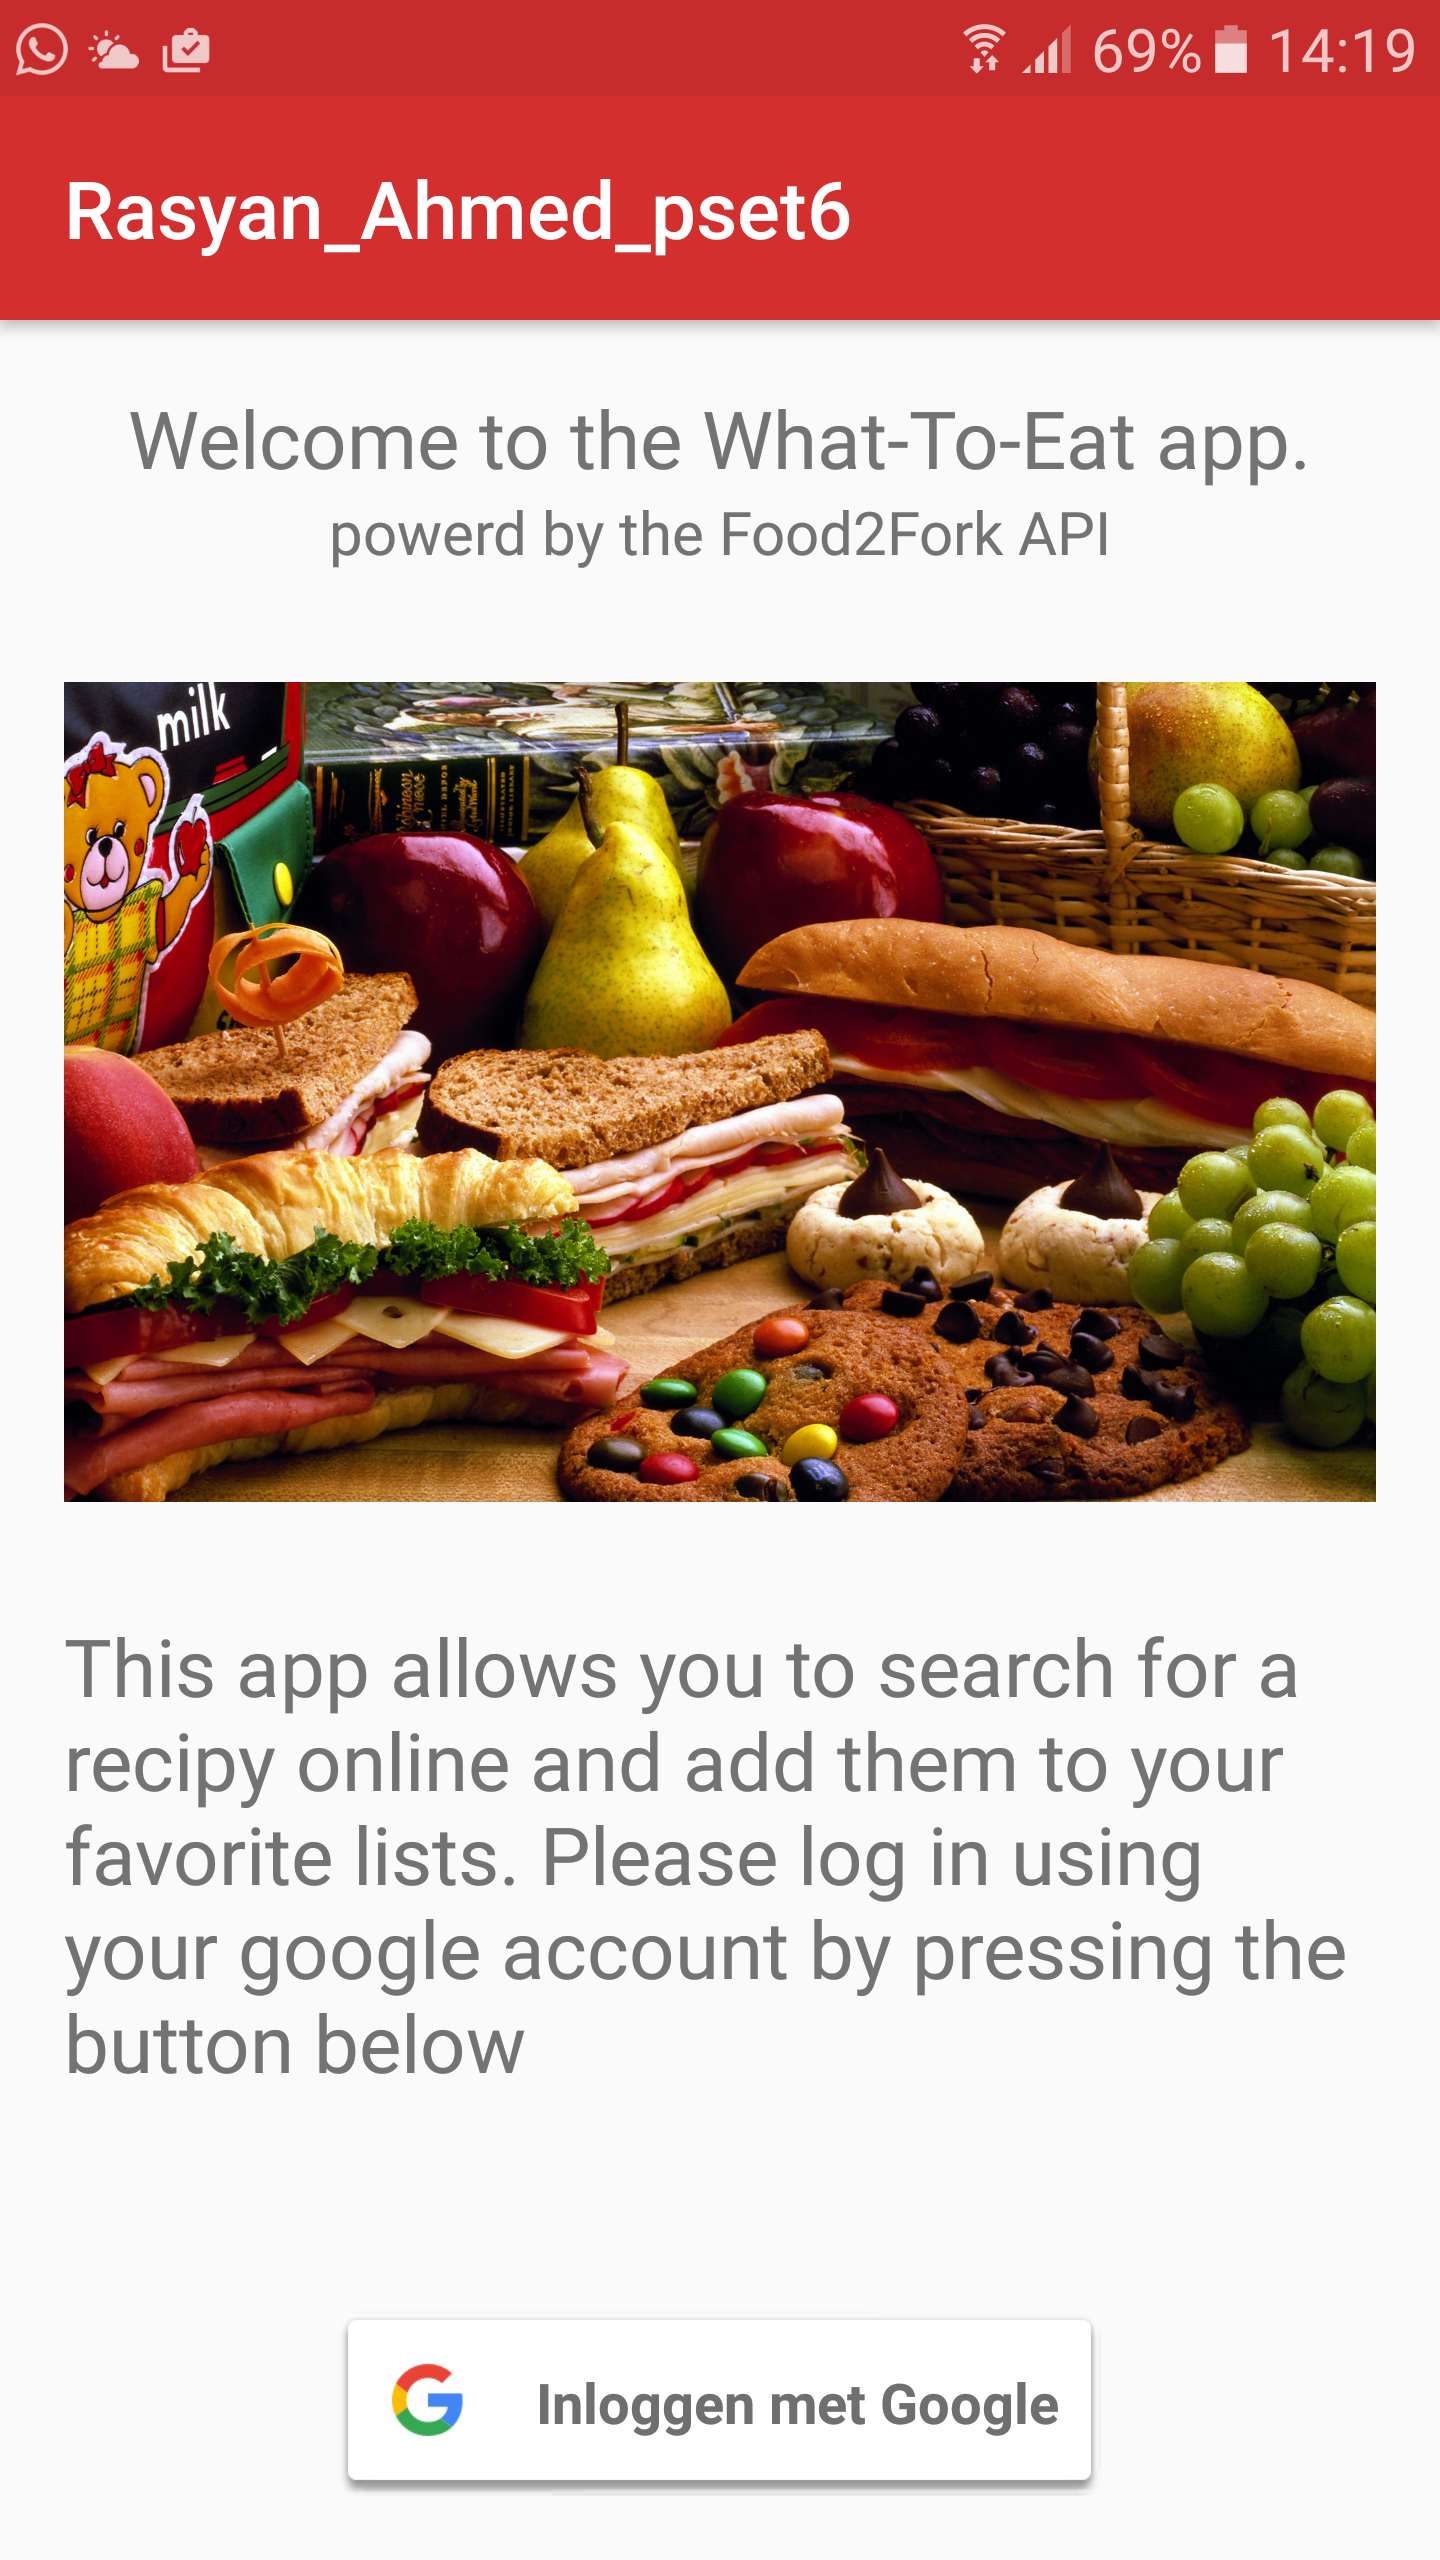 69% 14:19
Rasyan_Ahmed_pset6
Welcome to the What-To-Eat app.
powerd by the Food2Fork API
milk
This app allows you to search for a
recipy online and add them to your
favorite lists. Please log in using
your google account by pressing the
button below
Inloggen met Google